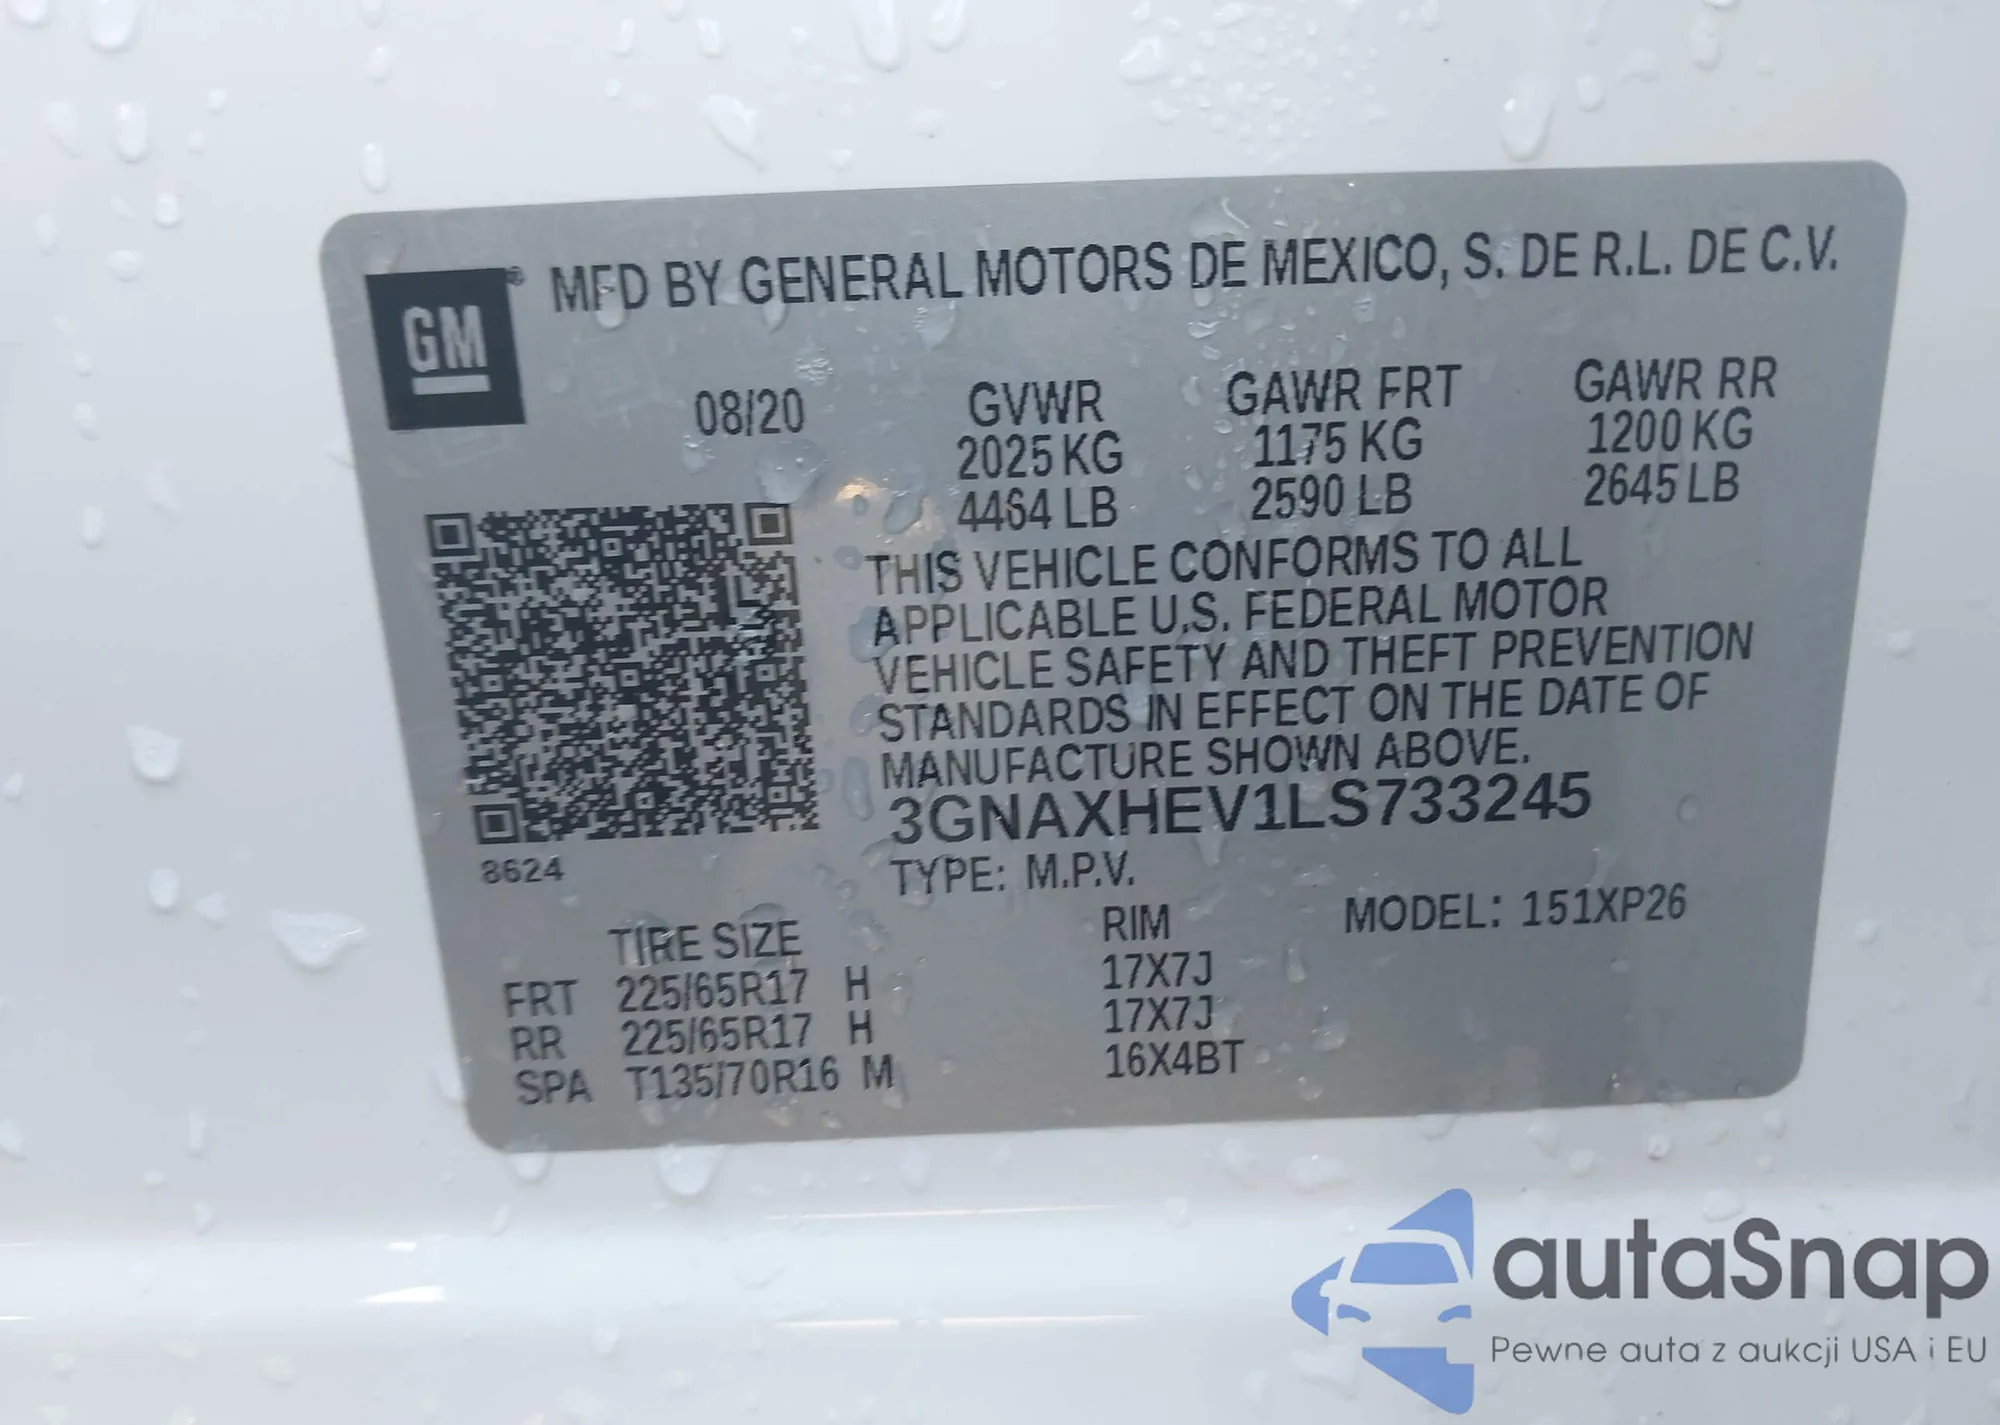 GM
® MFD BY GENERAL MOTORS DE MEXICO, S. DE R.L. DE C.V.
08/20 GVWR GAWR FRT GAWR RR
2025 KG 1175 KG 1200 KG
4464 LB 2590 LB 2645 LB
THIS VEHICLE CONFORMS TO ALL
APPLICABLE U.S. FEDERAL MOTOR
VEHICLE SAFETY AND THEFT PREVENTION
STANDARDS IN EFFECT ON THE DATE OF
MANUFACTURE SHOWN ABOVE.
3GNAXHEV1LS733245
8624
TYPE: M.P.V.
TIRE SIZE RIM MODEL: 151XP26
FRT 225/65R17 H 17X7J
RR 225/65R17 H 17X7J
SPA T135/70R16 M 16X4BT
autaSnap
Pewne auta z aukcji USA i EU